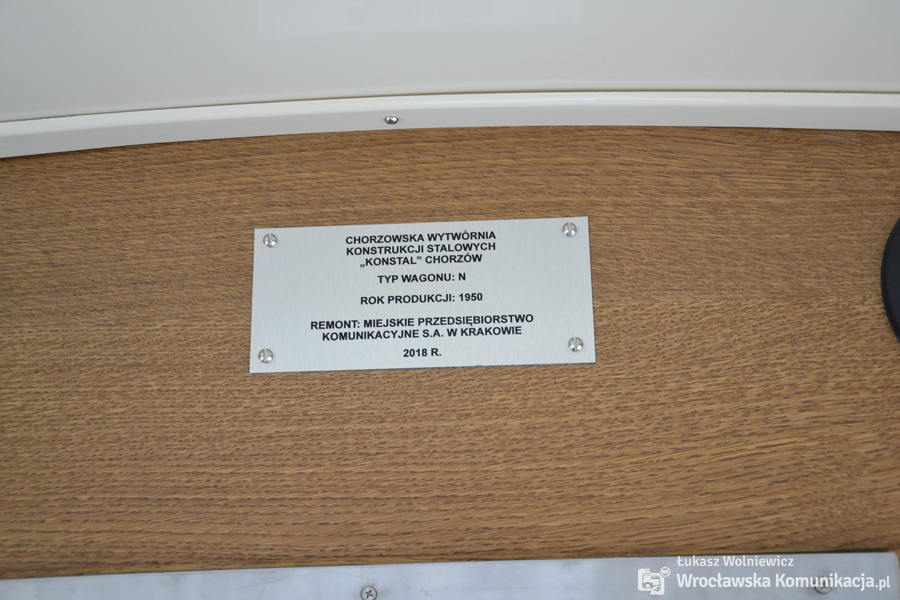 CHORZOWSKA WYTWÓRNIA
KONSTRUKCJI STALOWYCH
„KONSTAL” CHORZÓW
TYP WAGONU: N
ROK PRODUKCJI: 1950
REMONT: MIEJSKIE PRZEDSIĘBIORSTWO
KOMUNIKACYJNE S.A. W KRAKOWIE
2018 R.
Łukasz Wolniewicz
Wrocławska Komunikacja.pl